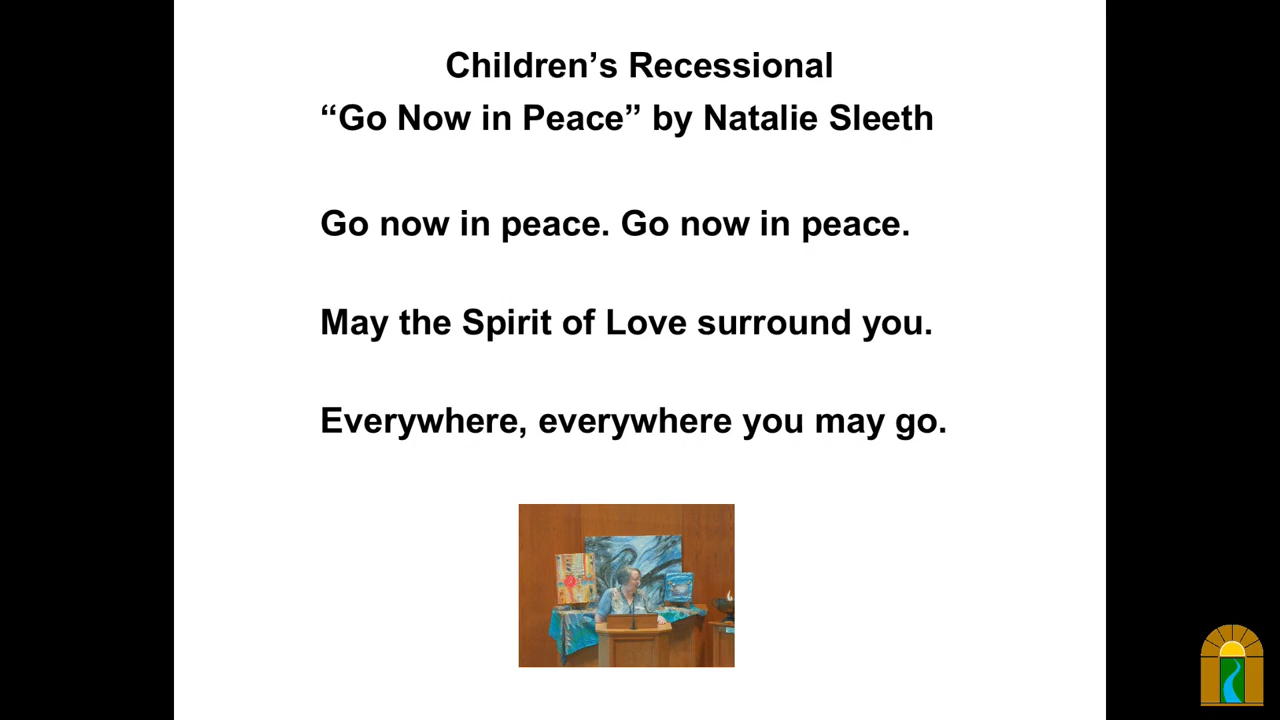 Children’s Recessional
“Go Now in Peace” by Natalie Sleeth
Go now in peace. Go now in peace.
May the Spirit of Love surround you.
Everywhere, everywhere you may go.